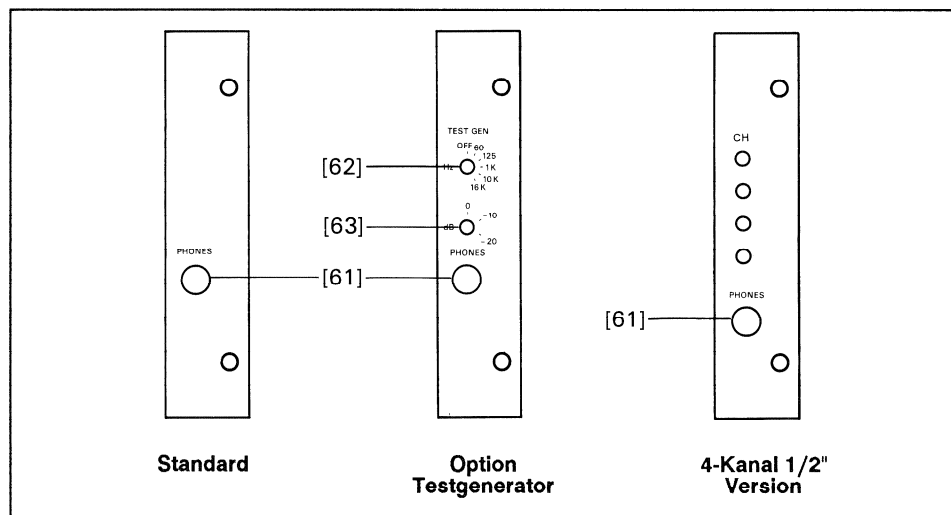 PHONES
Standard
TEST GEN
OFF 60
125
[62] Hz 1K
10K
16K
0
-10
[63] dB
-20
PHONES
[61]
Option
Testgenerator
CH
PHONES
[61]
4-Kanal 1/2"
Version